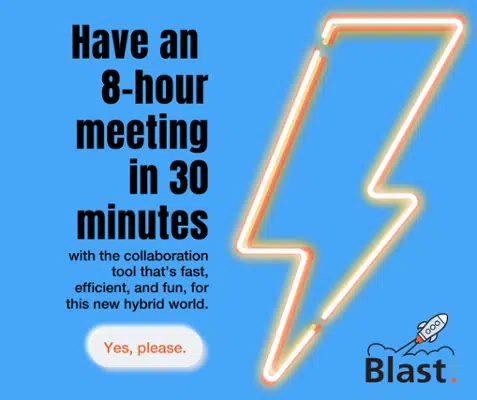 Have an
8-hour
meeting
in 30
minutes
with the collaboration
tool that's fast,
efficient, and fun, for
this new hybrid world.
Yes, please.
Blast.